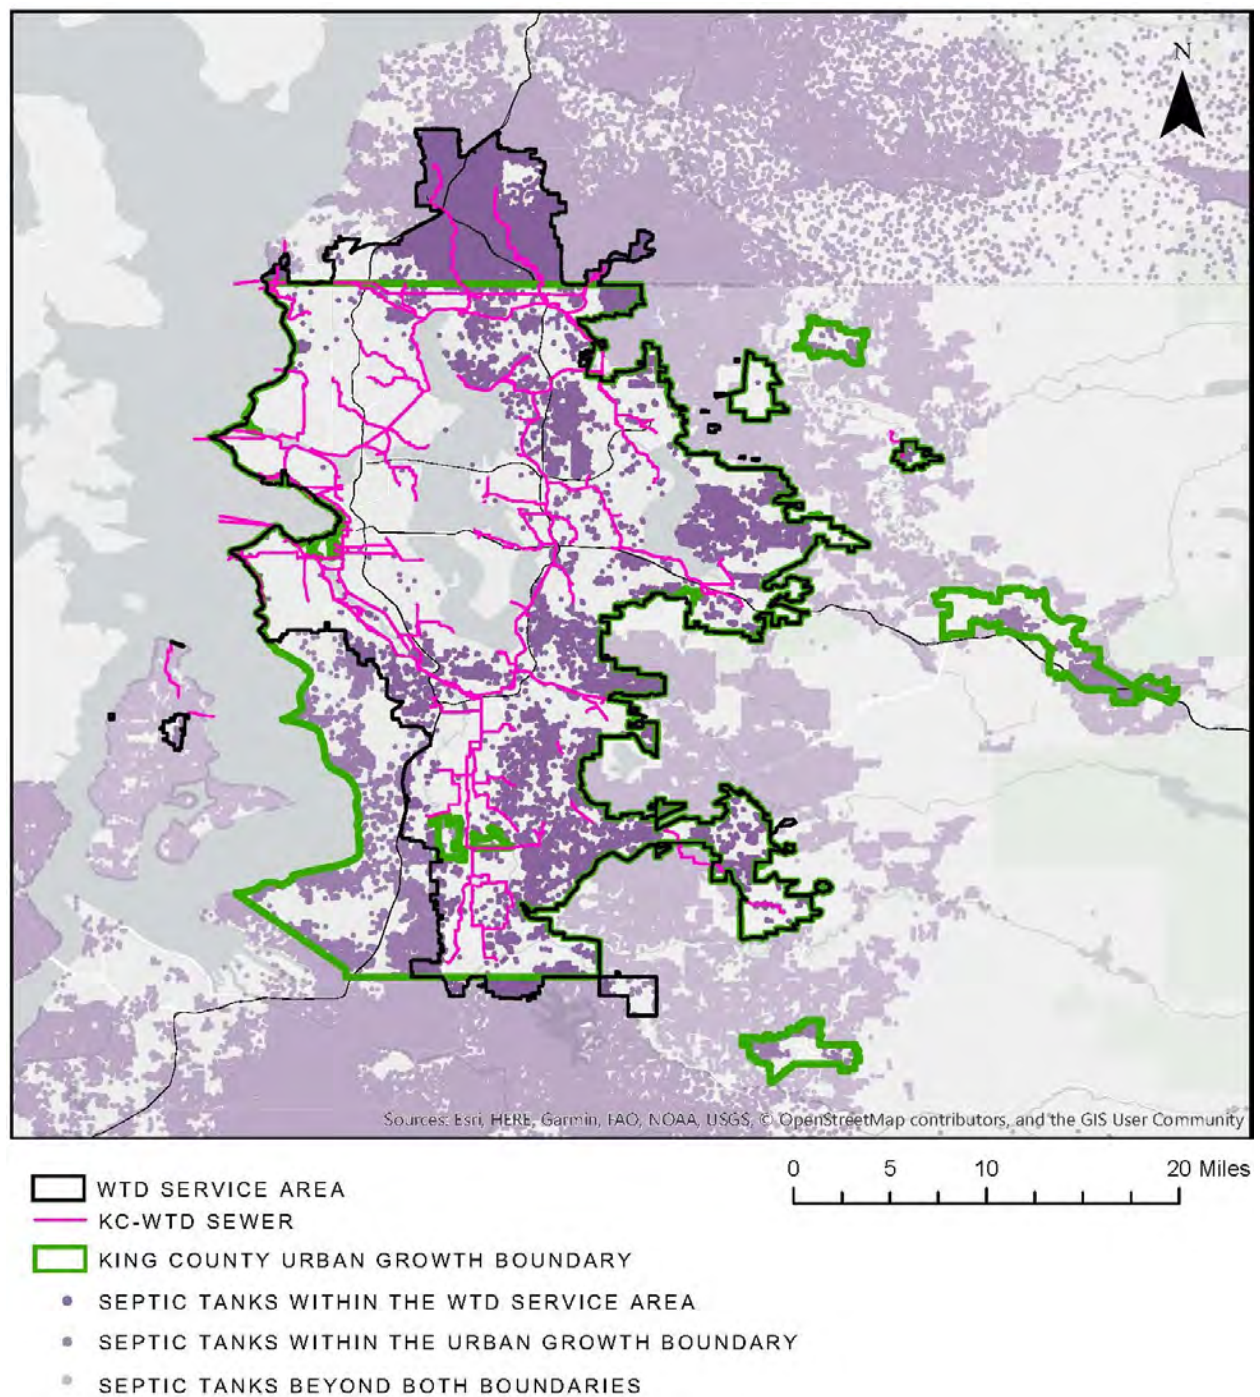 N
Sources: Esri, HERE, Garmin, FAO, NOAA, USGS, © OpenStreetMap contributors, and the GIS User Community
0 5 10 20 Miles
WTD SERVICE AREA
KC-WTD SEWER
KING COUNTY URBAN GROWTH BOUNDARY
SEPTIC TANKS WITHIN THE WTD SERVICE AREA
SEPTIC TANKS WITHIN THE URBAN GROWTH BOUNDARY
SEPTIC TANKS BEYOND BOTH BOUNDARIES